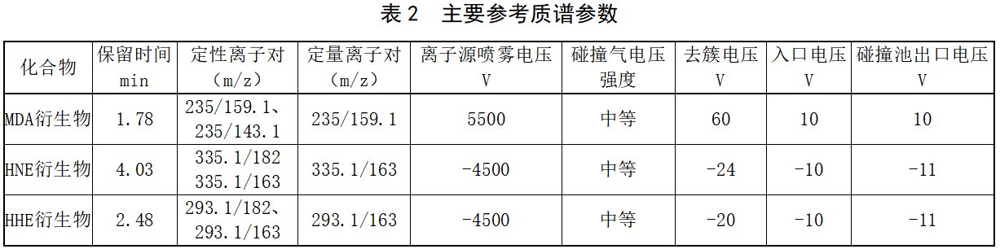 表 2 主要参考质谱参数
化合物 保留时间 min 定性离子对 （m/z） 定量离子对 （m/z） 离子源喷雾电压 V 碰撞气电压 强度 去簇电压 V 入口电压 V 碰撞池出口电压 V
MDA衍生物 1.78 235/159.1、 235/143.1 235/159.1 5500 中等 60 10 10
HNE衍生物 4.03 335.1/182 335.1/163 335.1/163 -4500 中等 -24 -10 -11
HHE衍生物 2.48 293.1/182、 293.1/163 293.1/163 -4500 中等 -20 -10 -11